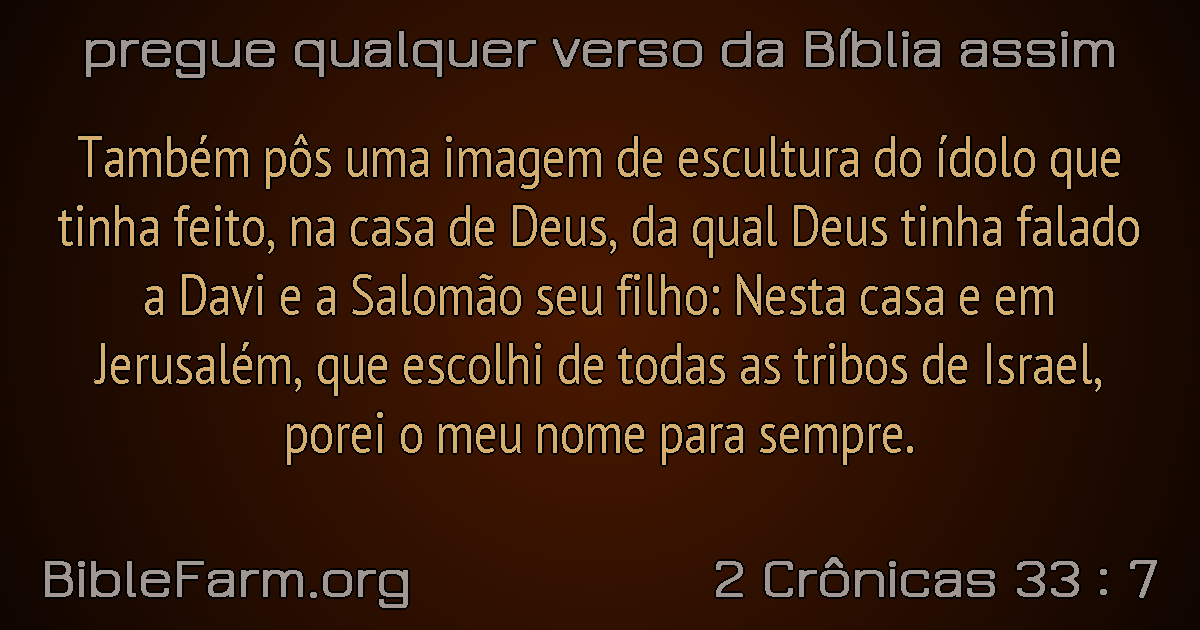 pregue qualquer verso da Bíblia assim
Também pôs uma imagem de escultura do ídolo que
tinha feito, na casa de Deus, da qual Deus tinha falado
a Davi e a Salomão seu filho: Nesta casa e em
Jerusalém, que escolhi de todas as tribos de Israel,
porei o meu nome para sempre.
BibleFarm.org
2 Crônicas 33 : 7